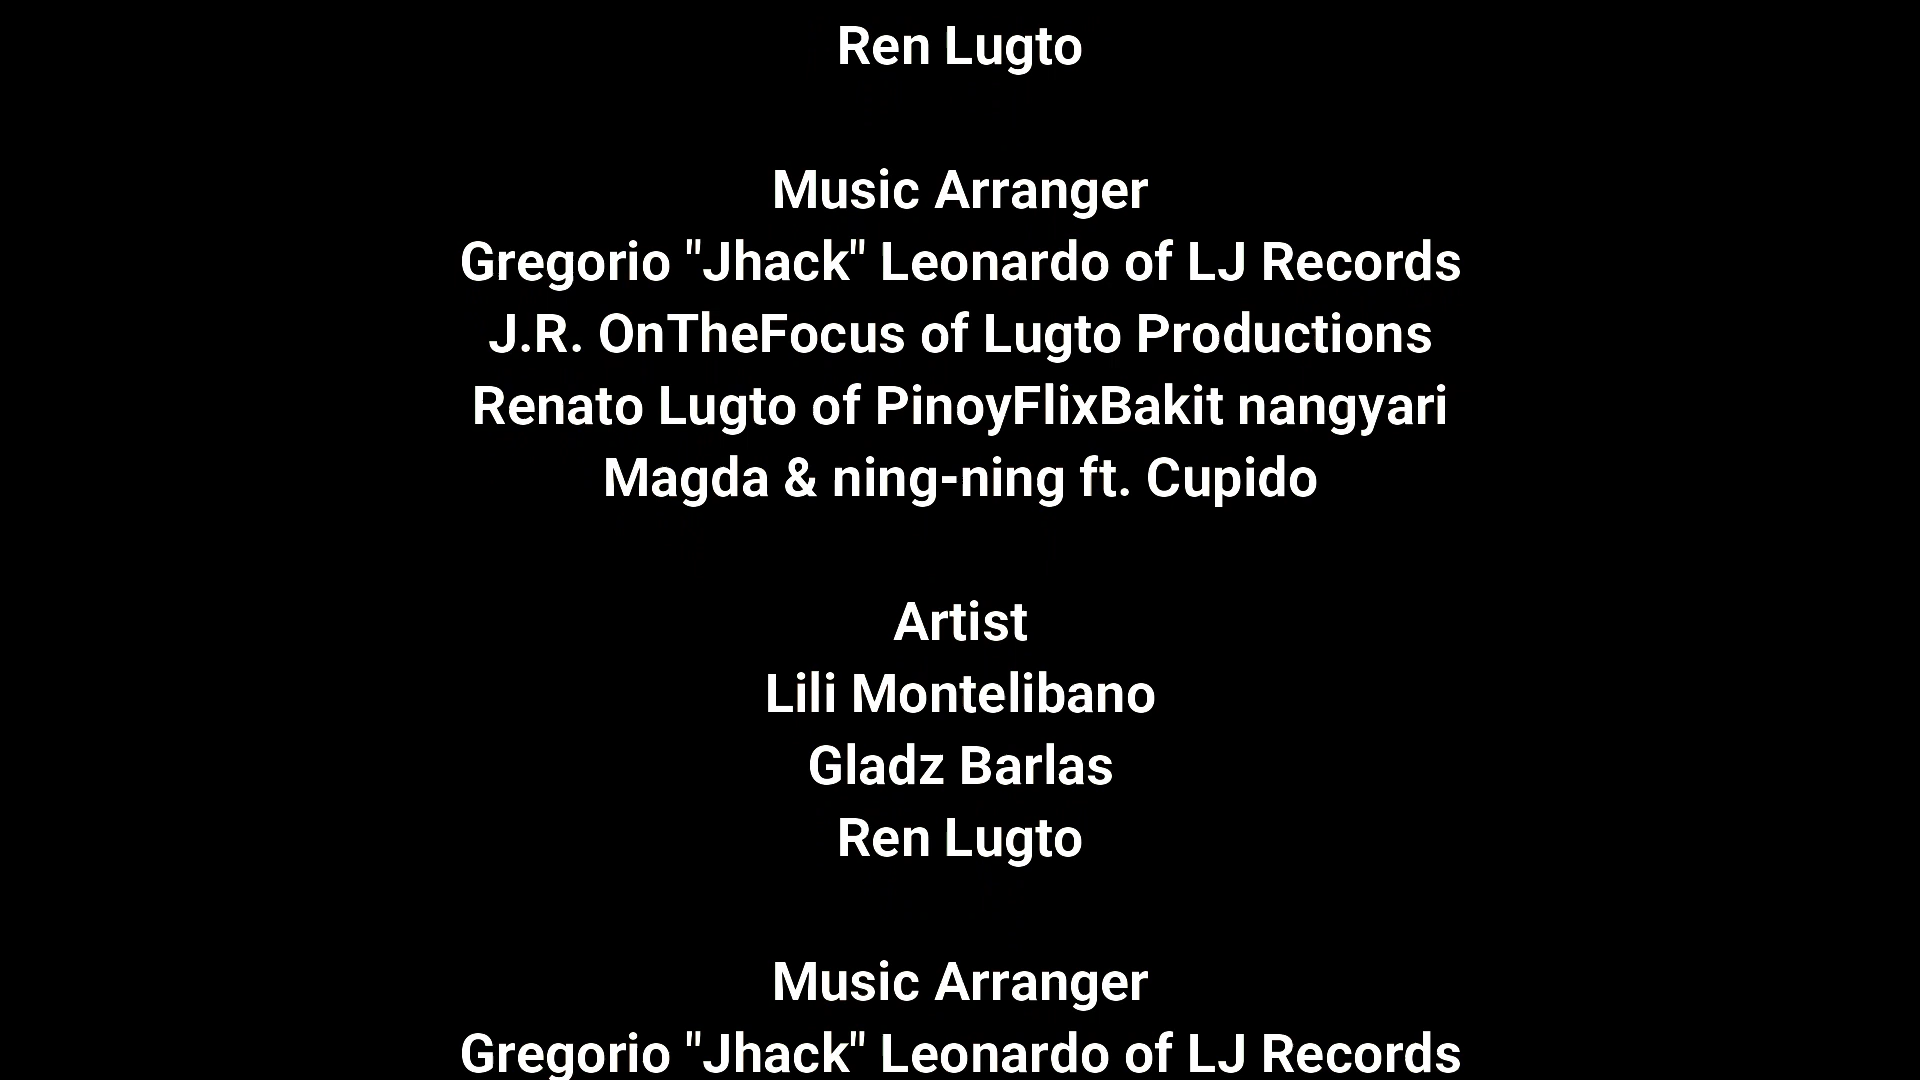 Ren Lugto
Music Arranger
Gregorio "Jhack" Leonardo of LJ Records
J.R. OnTheFocus of Lugto Productions
Renato Lugto of PinoyFlixBakit nangyari
Magda & ning-ning ft. Cupido
Artist
Lili Montelibano
Gladz Barlas
Ren Lugto
Music Arranger
Gregorio "Jhack" Leonardo of LJ Records